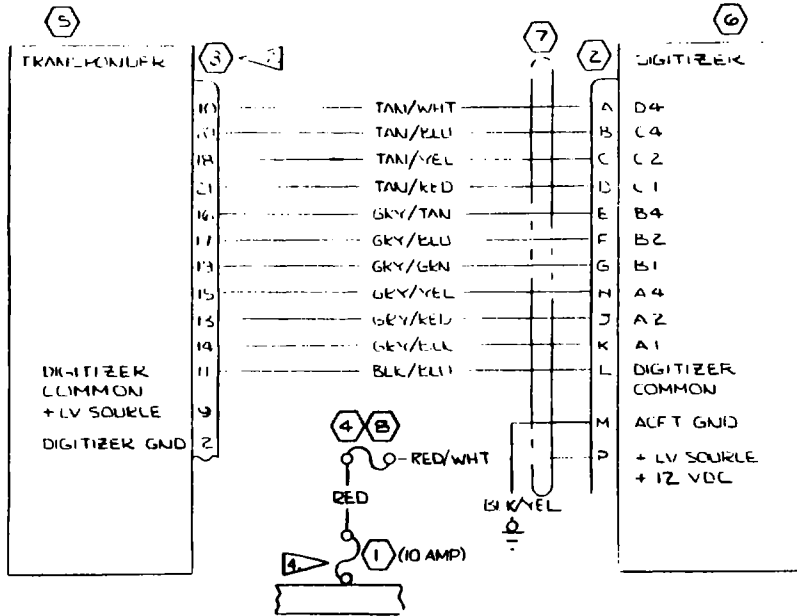 5 6
7
TRANSPONDER 3 2 DIGITIZER
10 TAN/WHT A D4
TAN/BLU B C4
18 TAN/YEL C C2
21 TAN/RED D C1
16 GRY/TAN E B4
17 GRY/BLU F B2
19 GRY/GRN G B1
15 GRY/YEL H A4
13 GRY/RED J A2
14 GRY/BLK K A1
DIGITIZER 11 BLK/BLU L DIGITIZER
COMMON COMMON
+ LV SOURCE 9 4 8 M ACFT GND
DIGITIZER GND 2 RED/WHT P + LV SOURCE
+ 12 VDC
RED BLK/YEL
4 1 (10 AMP)